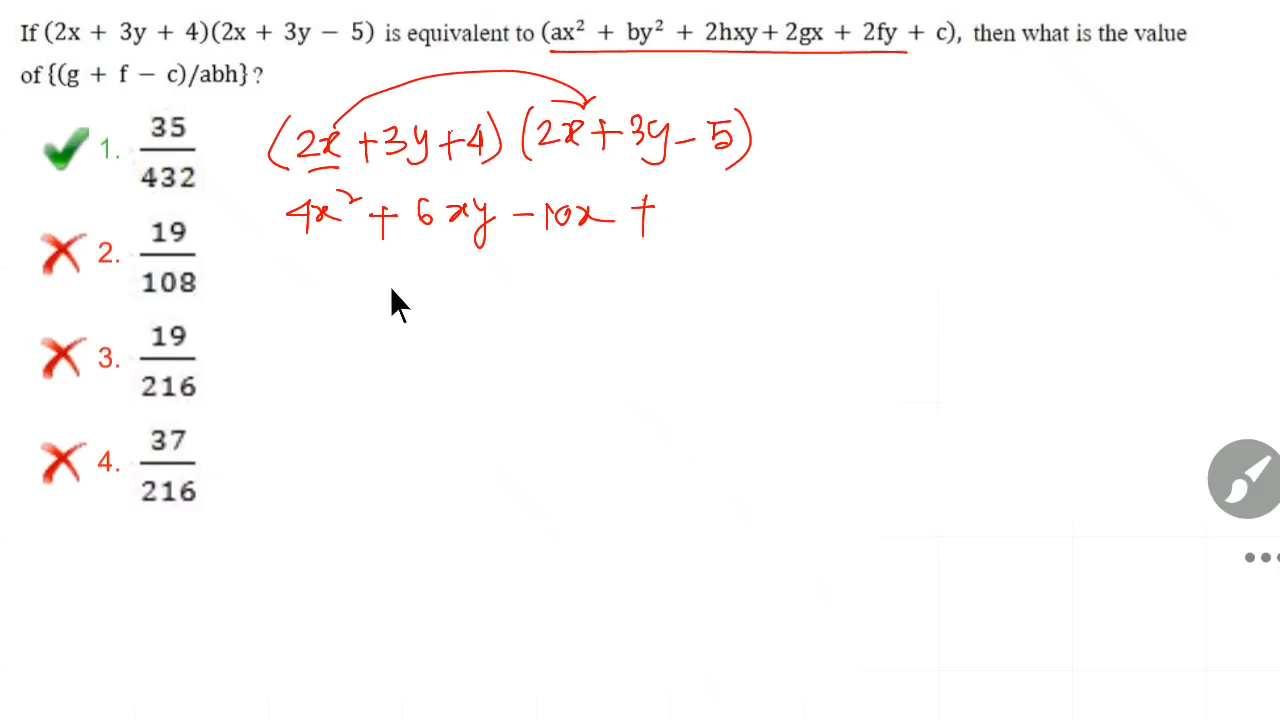 If (2x + 3y + 4)(2x + 3y − 5) is equivalent to (ax² + by² + 2hxy + 2gx + 2fy + c), then what is the value
of {(g + f − c)/abh} ?
(2x + 3y + 4) (2x + 3y - 5)
4x² + 6xy - 10x +
1. 35/432
2. 19/108
3. 19/216
4. 37/216